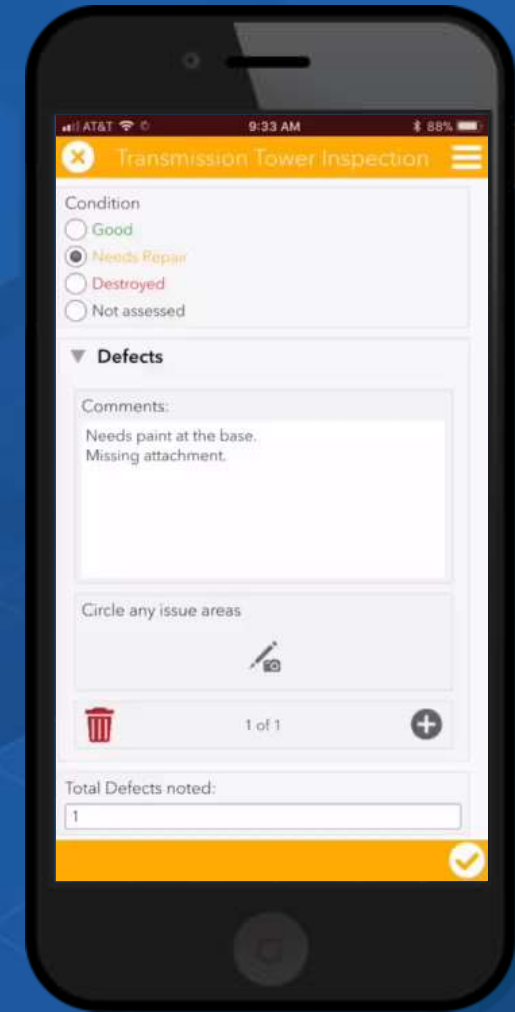 AT&T 9:33 AM 88%
Transmission Tower Inspection
Condition
Good
Needs Repair
Destroyed
Not assessed
Defects
Comments:
Needs paint at the base.
Missing attachment.
Circle any issue areas
1 of 1
Total Defects noted:
1